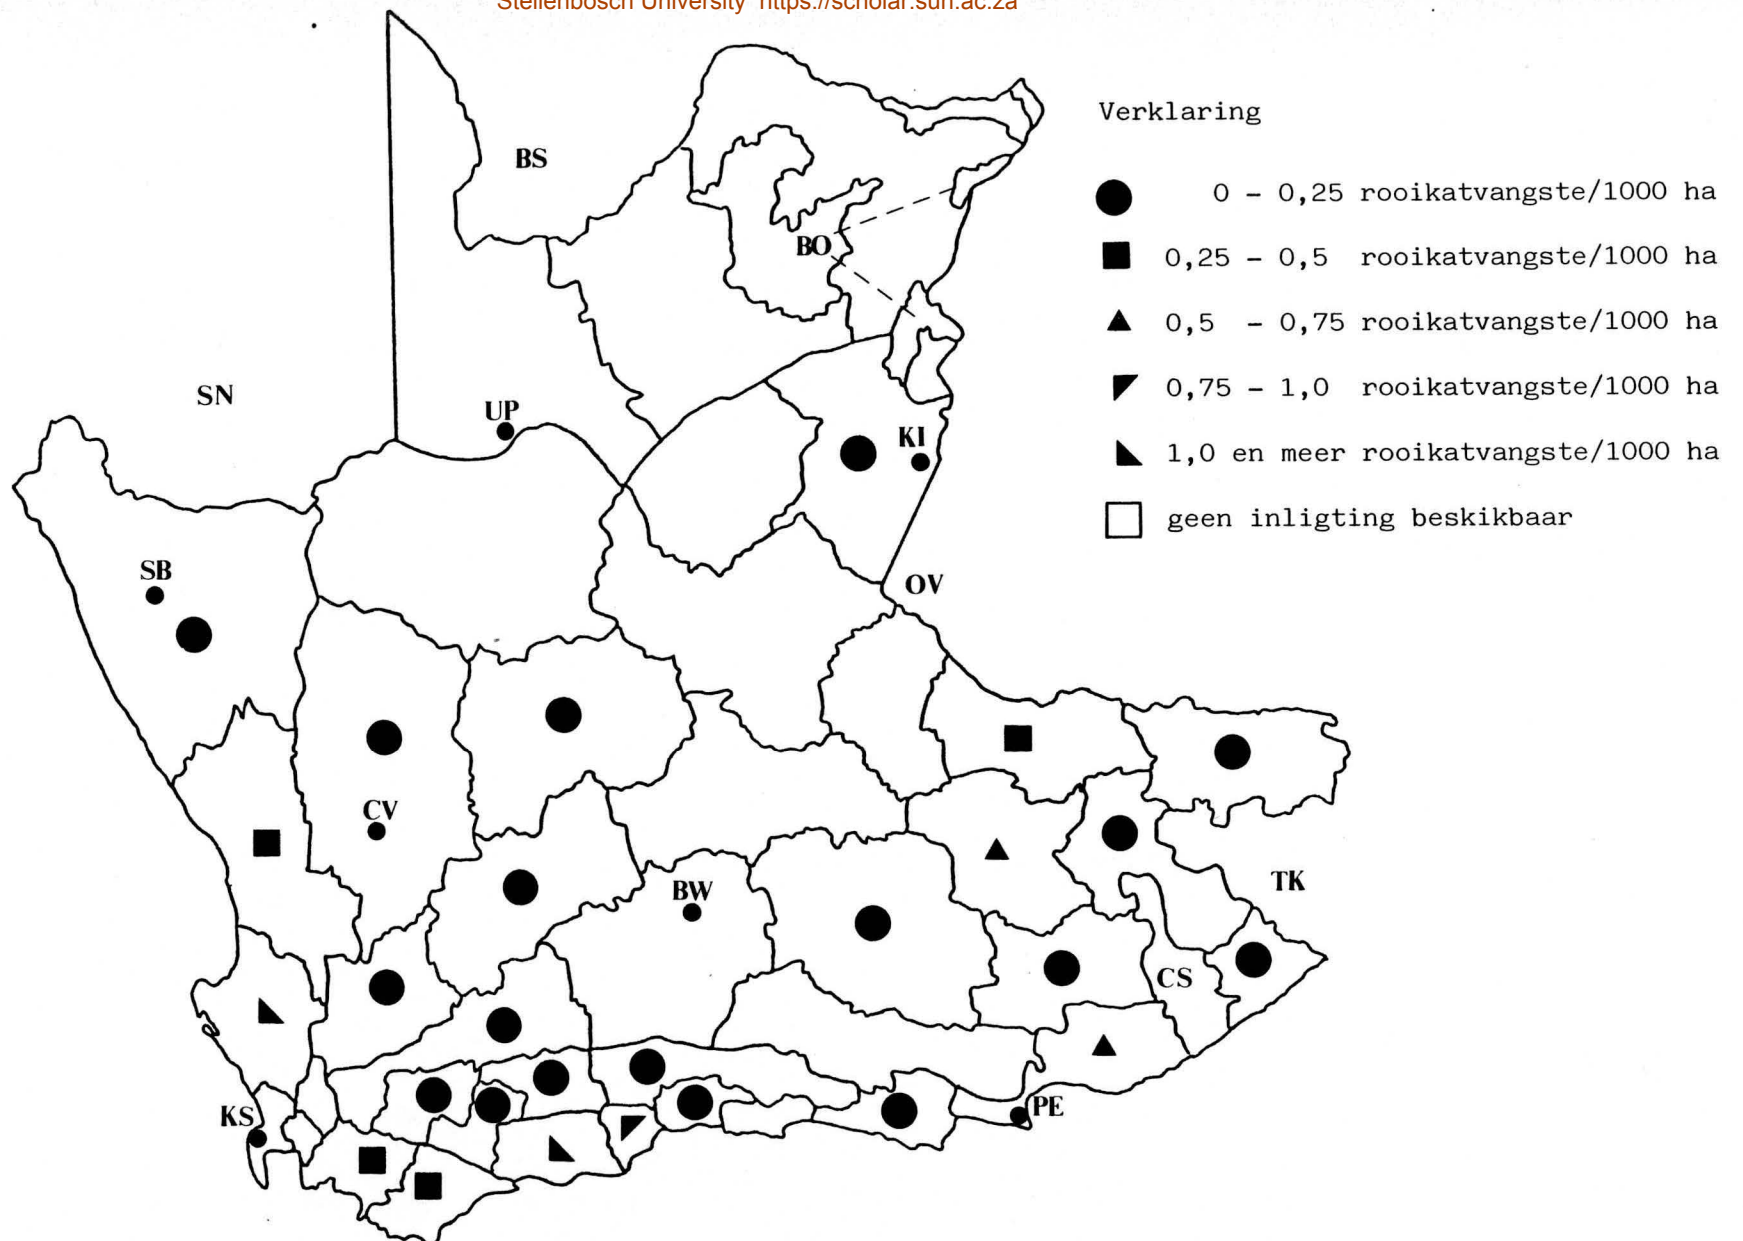 Stellenbosch University https://scholar.sun.ac.za
Verklaring
0 - 0,25 rooikatvangste/1000 ha
0,25 - 0,5 rooikatvangste/1000 ha
0,5 - 0,75 rooikatvangste/1000 ha
0,75 - 1,0 rooikatvangste/1000 ha
1,0 en meer rooikatvangste/1000 ha
geen inligting beskikbaar
BS
BO
SN
UP
KI
SB
OV
CV
BW
TK
CS
KS
PE